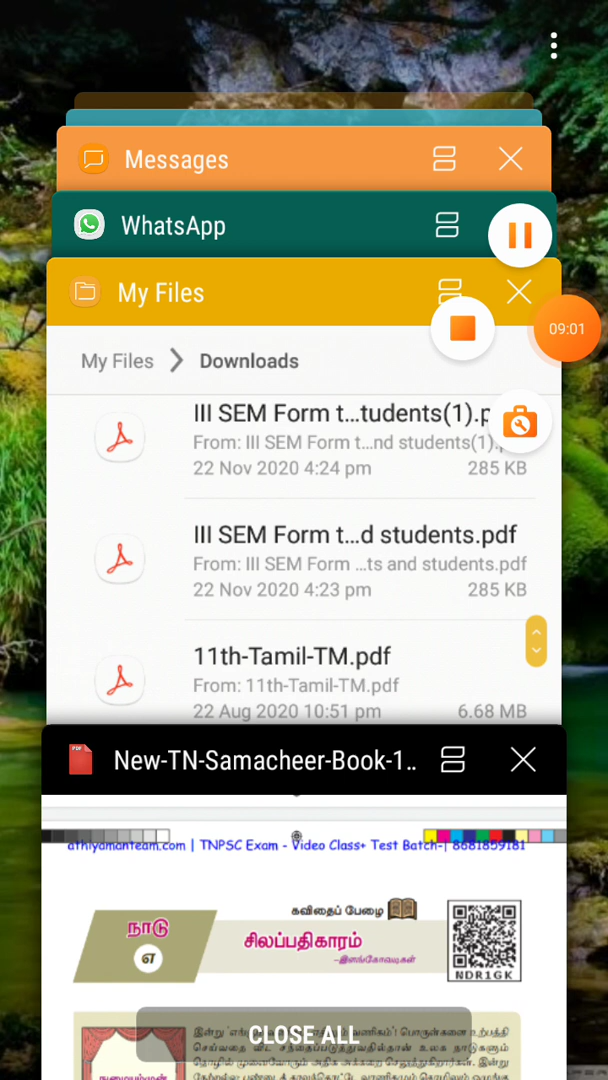 Messages
WhatsApp
My Files
09:01
My Files > Downloads
III SEM Form t...tudents(1).p
From: III SEM Form t...nd students(1).
22 Nov 2020 4:24 pm 285 KB
III SEM Form t...d students.pdf
From: III SEM Form ...ts and students.pdf
22 Nov 2020 4:23 pm 285 KB
11th-Tamil-TM.pdf
From: 11th-Tamil-TM.pdf
22 Aug 2020 10:51 pm 6.68 MB
PDF
New-TN-Samacheer-Book-1..
athiyamanteam.com | TNPSC Exam - Video Class+ Test Batch-| 8681859181
கவிதைப் பேழை
நாடு
எ
சிலப்பதிகாரம்
-இளங்கோவடிகள்
NDR1GK
CLOSE ALL